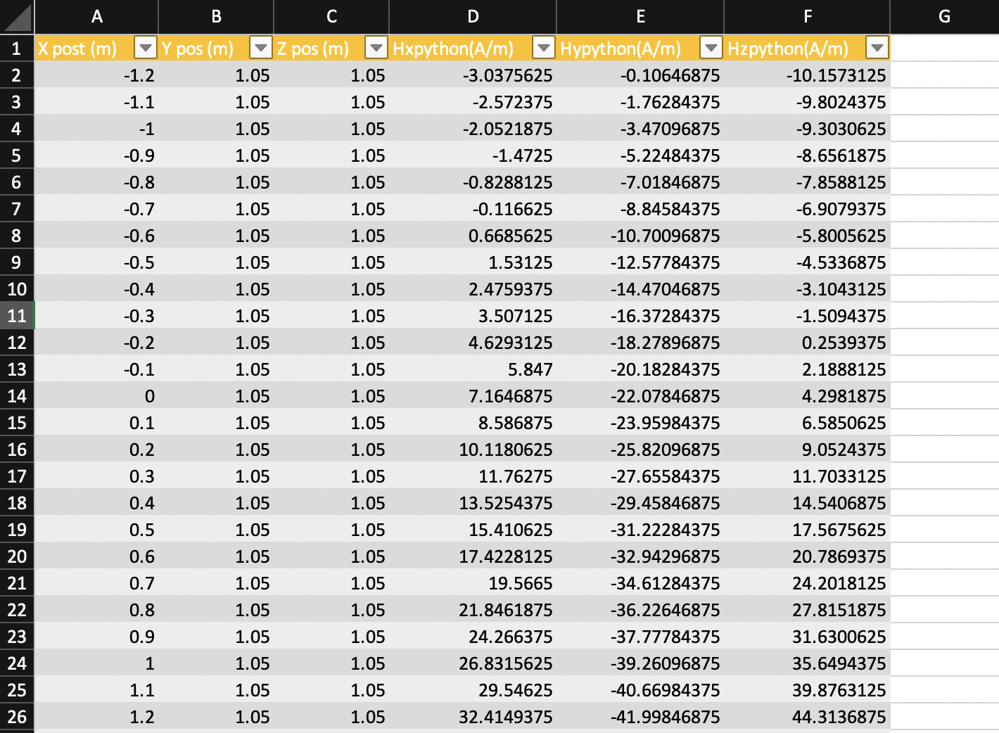 A B C D E F G
1 X post (m) Y pos (m) Z pos (m) Hxpython(A/m) Hypython(A/m) Hzpython(A/m)
2 -1.2 1.05 1.05 -3.0375625 -0.10646875 -10.1573125
3 -1.1 1.05 1.05 -2.572375 -1.76284375 -9.8024375
4 -1 1.05 1.05 -2.0521875 -3.47096875 -9.3030625
5 -0.9 1.05 1.05 -1.4725 -5.22484375 -8.6561875
6 -0.8 1.05 1.05 -0.8288125 -7.01846875 -7.8588125
7 -0.7 1.05 1.05 -0.116625 -8.84584375 -6.9079375
8 -0.6 1.05 1.05 0.6685625 -10.70096875 -5.8005625
9 -0.5 1.05 1.05 1.53125 -12.57784375 -4.5336875
10 -0.4 1.05 1.05 2.4759375 -14.47046875 -3.1043125
11 -0.3 1.05 1.05 3.507125 -16.37284375 -1.5094375
12 -0.2 1.05 1.05 4.6293125 -18.27896875 0.2539375
13 -0.1 1.05 1.05 5.847 -20.18284375 2.1888125
14 0 1.05 1.05 7.1646875 -22.07846875 4.2981875
15 0.1 1.05 1.05 8.586875 -23.95984375 6.5850625
16 0.2 1.05 1.05 10.1180625 -25.82096875 9.0524375
17 0.3 1.05 1.05 11.76275 -27.65584375 11.7033125
18 0.4 1.05 1.05 13.5254375 -29.45846875 14.5406875
19 0.5 1.05 1.05 15.410625 -31.22284375 17.5675625
20 0.6 1.05 1.05 17.4228125 -32.94296875 20.7869375
21 0.7 1.05 1.05 19.5665 -34.61284375 24.2018125
22 0.8 1.05 1.05 21.8461875 -36.22646875 27.8151875
23 0.9 1.05 1.05 24.266375 -37.77784375 31.6300625
24 1 1.05 1.05 26.8315625 -39.26096875 35.6494375
25 1.1 1.05 1.05 29.54625 -40.66984375 39.8763125
26 1.2 1.05 1.05 32.4149375 -41.99846875 44.3136875